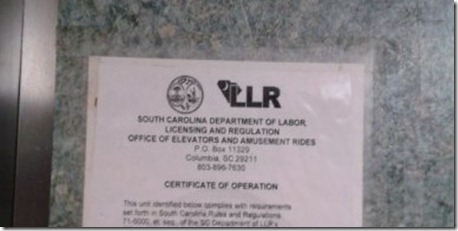 LLR
SOUTH CAROLINA DEPARTMENT OF LABOR,
LICENSING AND REGULATION
OFFICE OF ELEVATORS AND AMUSEMENT RIDES
P.O. Box 11329
Columbia, SC 29211
803-896-7630
CERTIFICATE OF OPERATION
This unit identified below complies with requirements
set forth in South Carolina Rules and Regulations
71-5000, et. seq., of the SC Department of LLR's